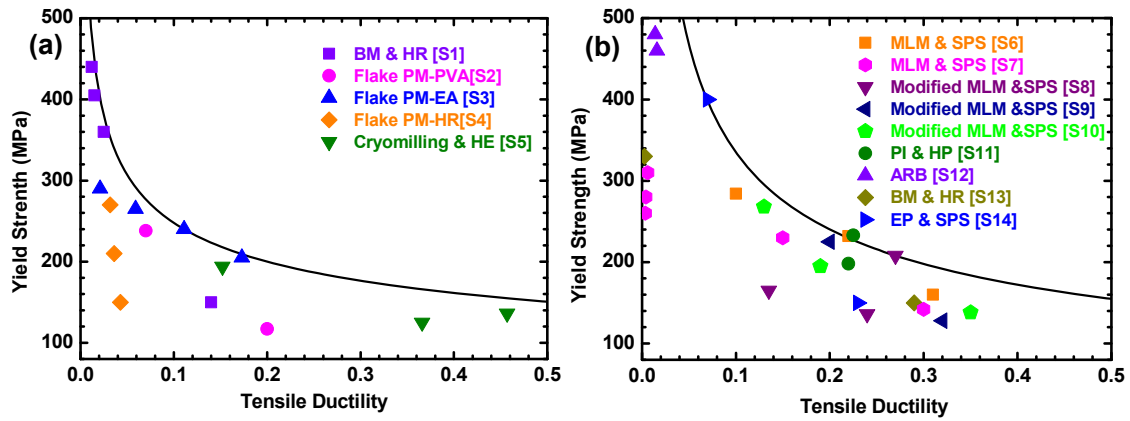 (a)
BM & HR [S1]
Flake PM-PVA[S2]
Flake PM-EA [S3]
Flake PM-HR[S4]
Cryomilling & HE [S5]
500
400
300
200
100
Yield Strenth (MPa)
0.0 0.1 0.2 0.3 0.4 0.5
Tensile Ductility
(b)
MLM & SPS [S6]
MLM & SPS [S7]
Modified MLM &SPS [S8]
Modified MLM &SPS [S9]
Modified MLM &SPS [S10]
PI & HP [S11]
ARB [S12]
BM & HR [S13]
EP & SPS [S14]
500
400
300
200
100
Yield Strength (MPa)
0.0 0.1 0.2 0.3 0.4 0.5
Tensile Ductility